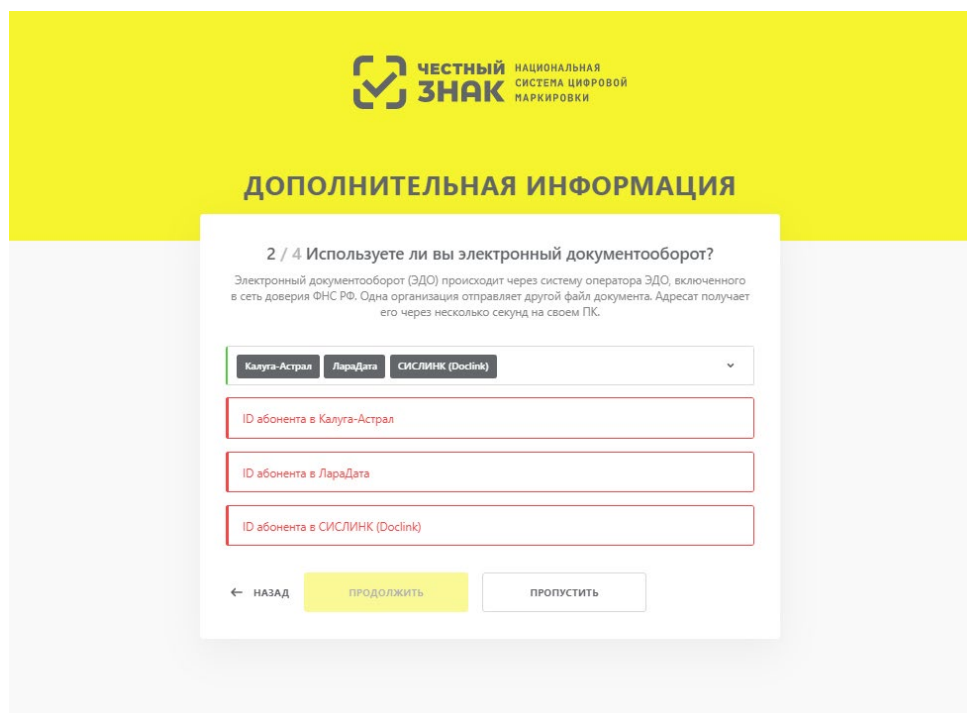 ЧЕСТНЫЙ
ЗНАК
НАЦИОНАЛЬНАЯ
СИСТЕМА ЦИФРОВОЙ
МАРКИРОВКИ
ДОПОЛНИТЕЛЬНАЯ ИНФОРМАЦИЯ
2 / 4 Используете ли вы электронный документооборот?
Электронный документооборот (ЭДО) происходит через систему оператора ЭДО, включенного
в сеть доверия ФНС РФ. Одна организация отправляет другой файл документа. Адресат получает
его через несколько секунд на своем ПК.
Калуга-Астрал ЛараДата СИСЛИНК (Doclink)
ID абонента в Калуга-Астрал
ID абонента в ЛараДата
ID абонента в СИСЛИНК (Doclink)
← НАЗАД ПРОДОЛЖИТЬ ПРОПУСТИТЬ